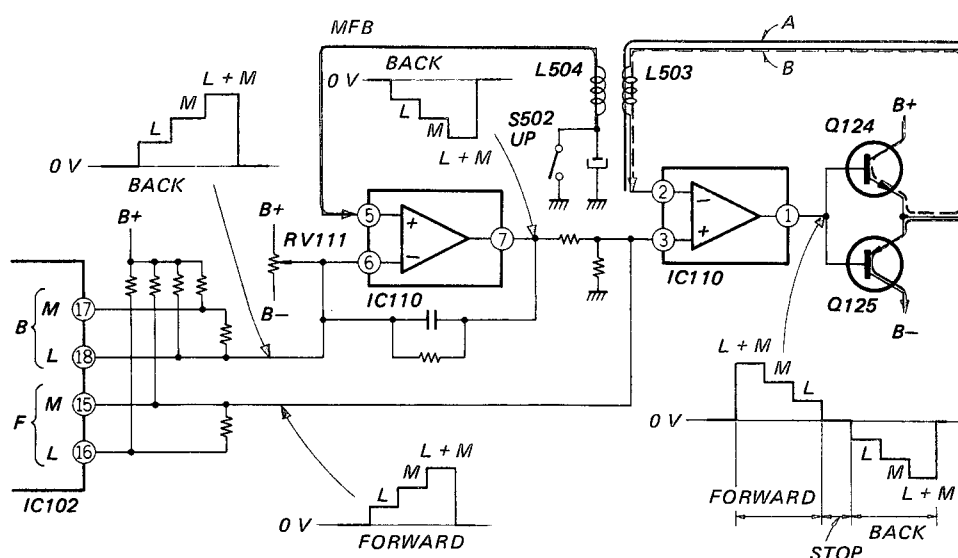 MFB
A
B
BACK
L + M
M
L
0 V
BACK
L
M
L + M
L504
L503
S502
UP
B+
Q124
B+
RV111
B−
5
6
+
−
7
IC110
2
3
−
+
1
IC110
Q125
B−
B+
B
M
17
L
18
F
M
15
L
16
IC102
0 V
L
M
L + M
FORWARD
L + M
M
L
0 V
L
M
L + M
FORWARD
STOP
BACK